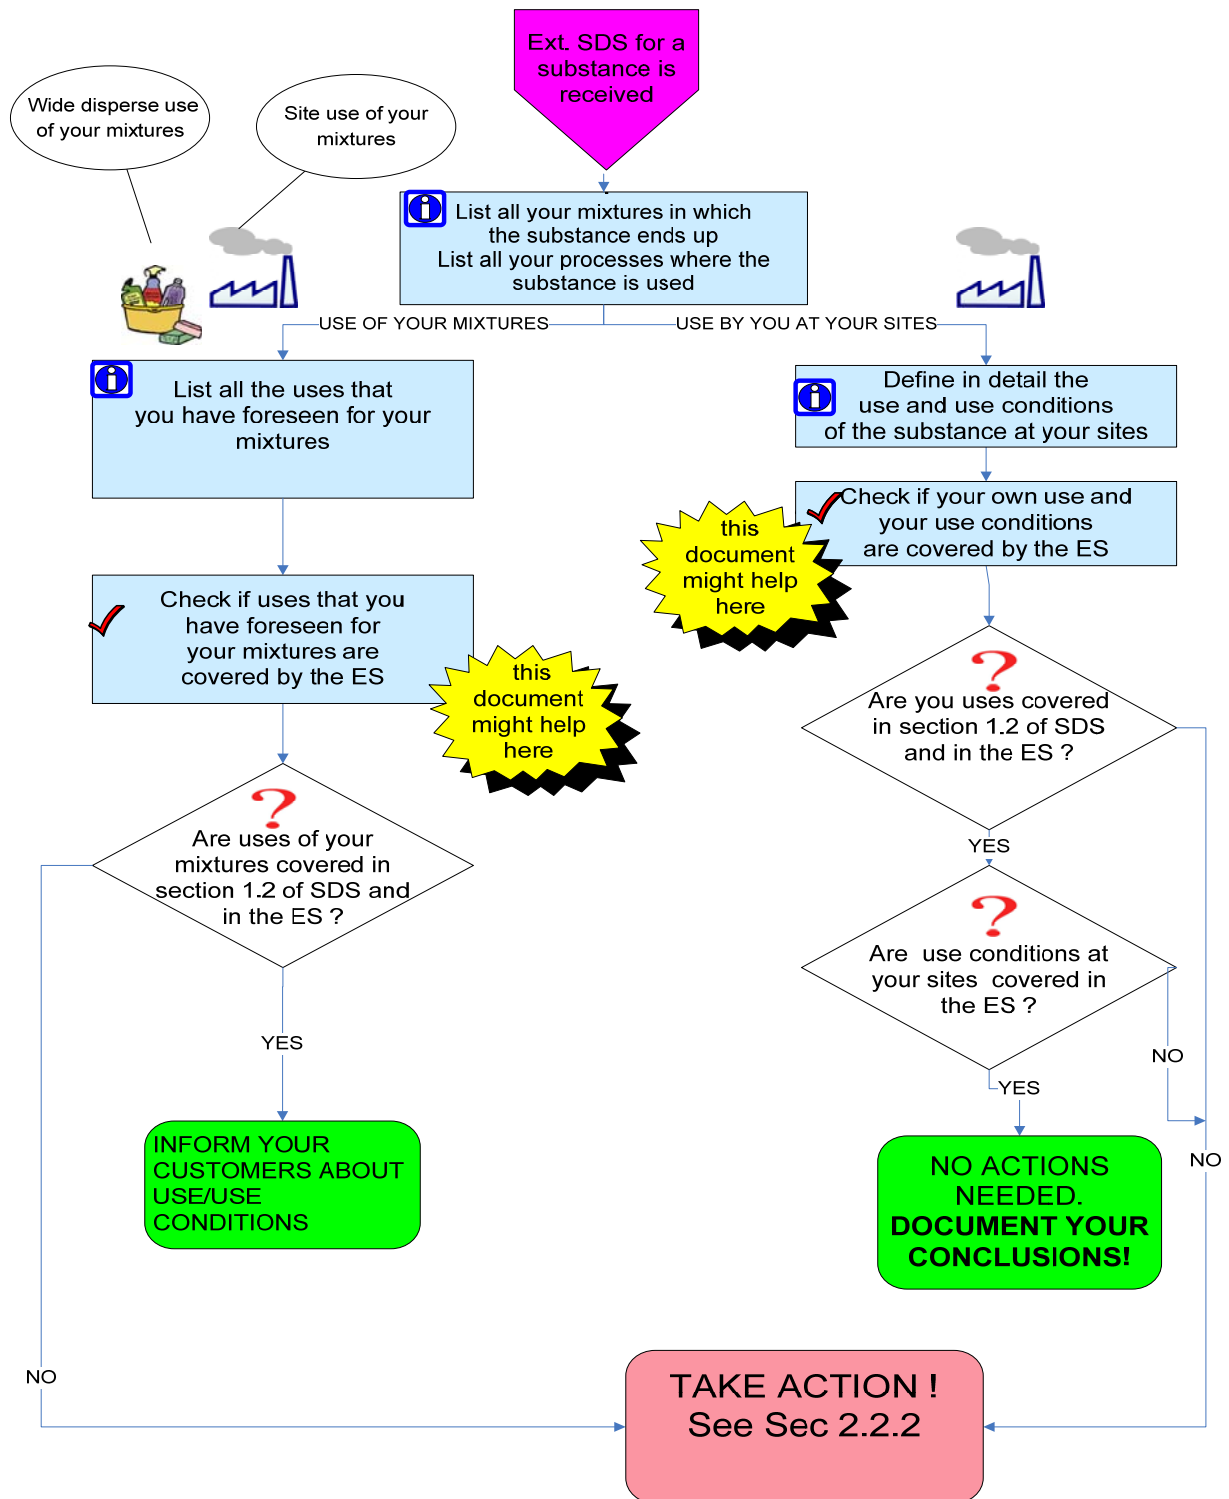 Ext. SDS for a
substance is
received
Wide disperse use
of your mixtures
Site use of your
mixtures
List all your mixtures in which
the substance ends up
List all your processes where the
substance is used
USE OF YOUR MIXTURES
USE BY YOU AT YOUR SITES
List all the uses that
you have foreseen for your
mixtures
Define in detail the
use and use conditions
of the substance at your sites
Check if your own use and
your use conditions
are covered by the ES
this
document
might help
here
Check if uses that you
have foreseen for
your mixtures are
covered by the ES
this
document
might help
here
?
Are you uses covered
in section 1.2 of SDS
and in the ES ?
?
Are uses of your
mixtures covered in
section 1.2 of SDS and
in the ES ?
YES
?
Are use conditions at
your sites covered in
the ES ?
YES
NO
YES
INFORM YOUR
CUSTOMERS ABOUT
USE/USE
CONDITIONS
NO ACTIONS
NEEDED.
DOCUMENT YOUR
CONCLUSIONS!
NO
NO
TAKE ACTION !
See Sec 2.2.2